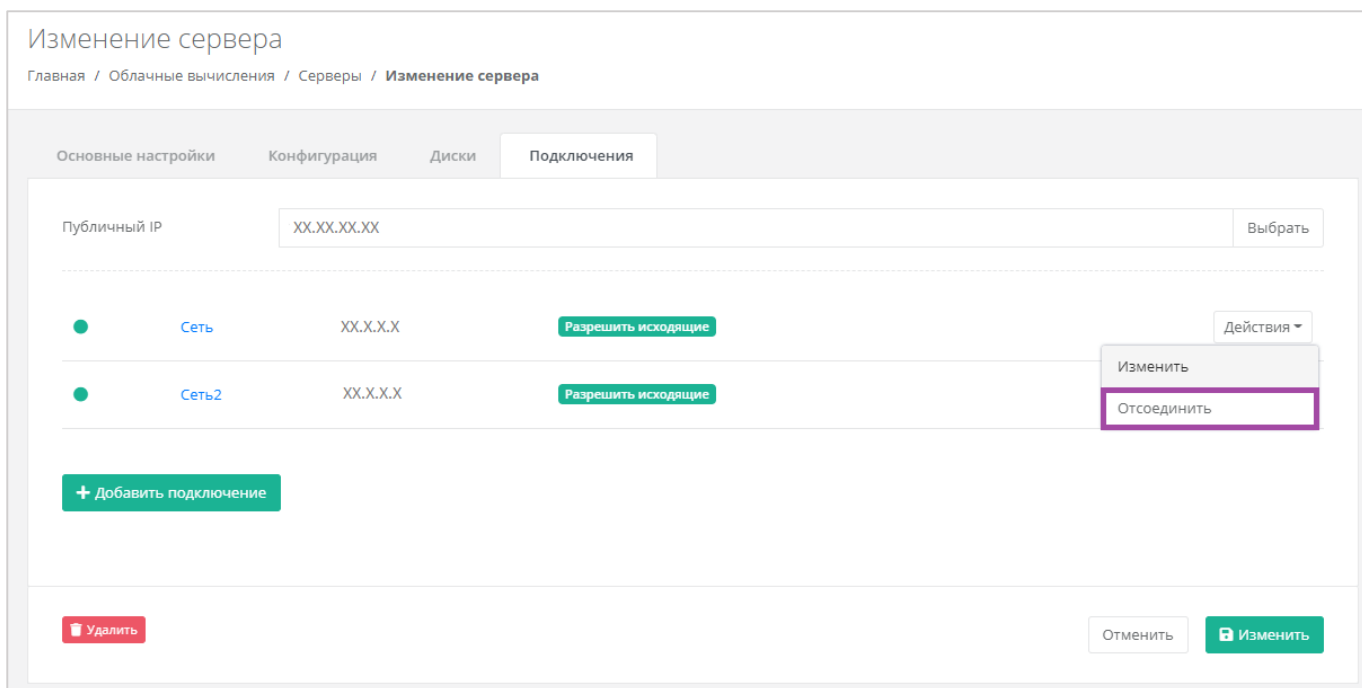 Изменение сервера
Главная / Облачные вычисления / Серверы / Изменение сервера
Основные настройки Конфигурация Диски Подключения
Публичный IP XX.XX.XX.XX Выбрать
Сеть XX.X.X.X Разрешить исходящие Действия
Изменить
Сеть2 XX.X.X.X Разрешить исходящие
Отсоединить
+ Добавить подключение
Удалить Отменить Изменить